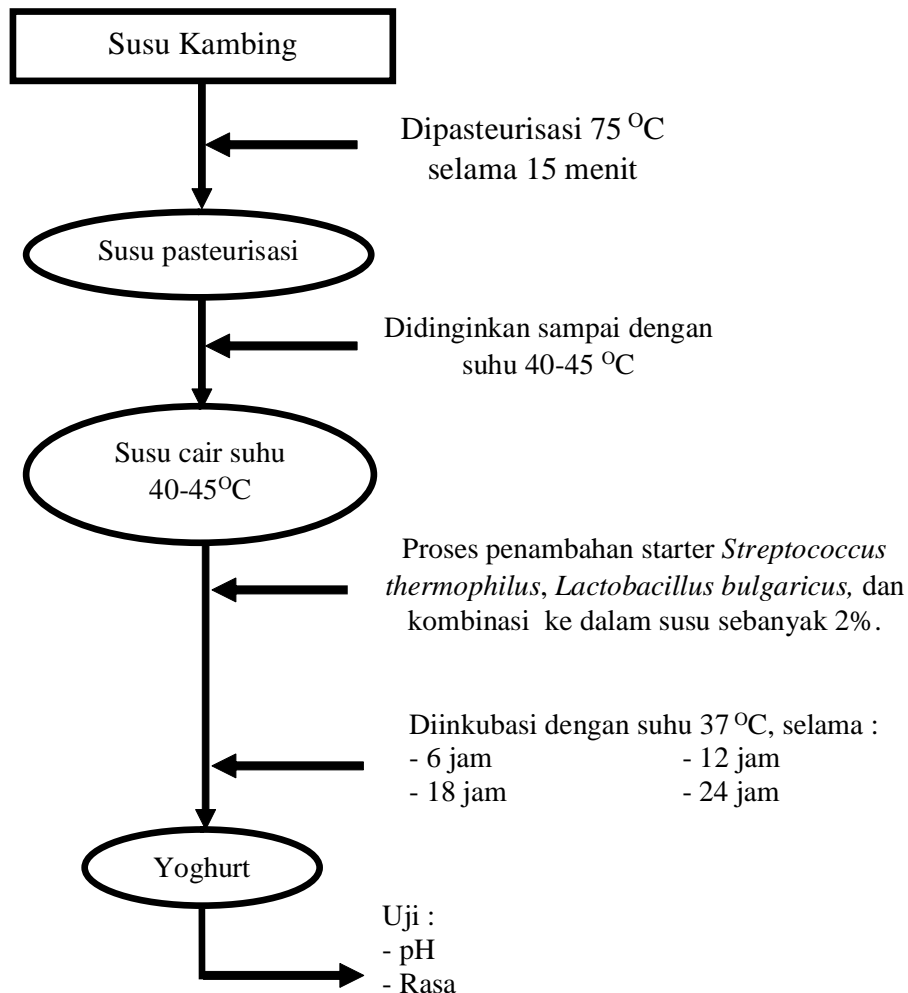 Susu Kambing
Dipasteurisasi 75 ᴼC
selama 15 menit
Susu pasteurisasi
Didinginkan sampai dengan
suhu 40-45 ᴼC
Susu cair suhu
40-45ᴼC
Proses penambahan starter Streptococcus
thermophilus, Lactobacillus bulgaricus, dan
kombinasi ke dalam susu sebanyak 2%.
Diinkubasi dengan suhu 37 ᴼC, selama :
- 6 jam - 12 jam
- 18 jam - 24 jam
Yoghurt
Uji :
- pH
- Rasa